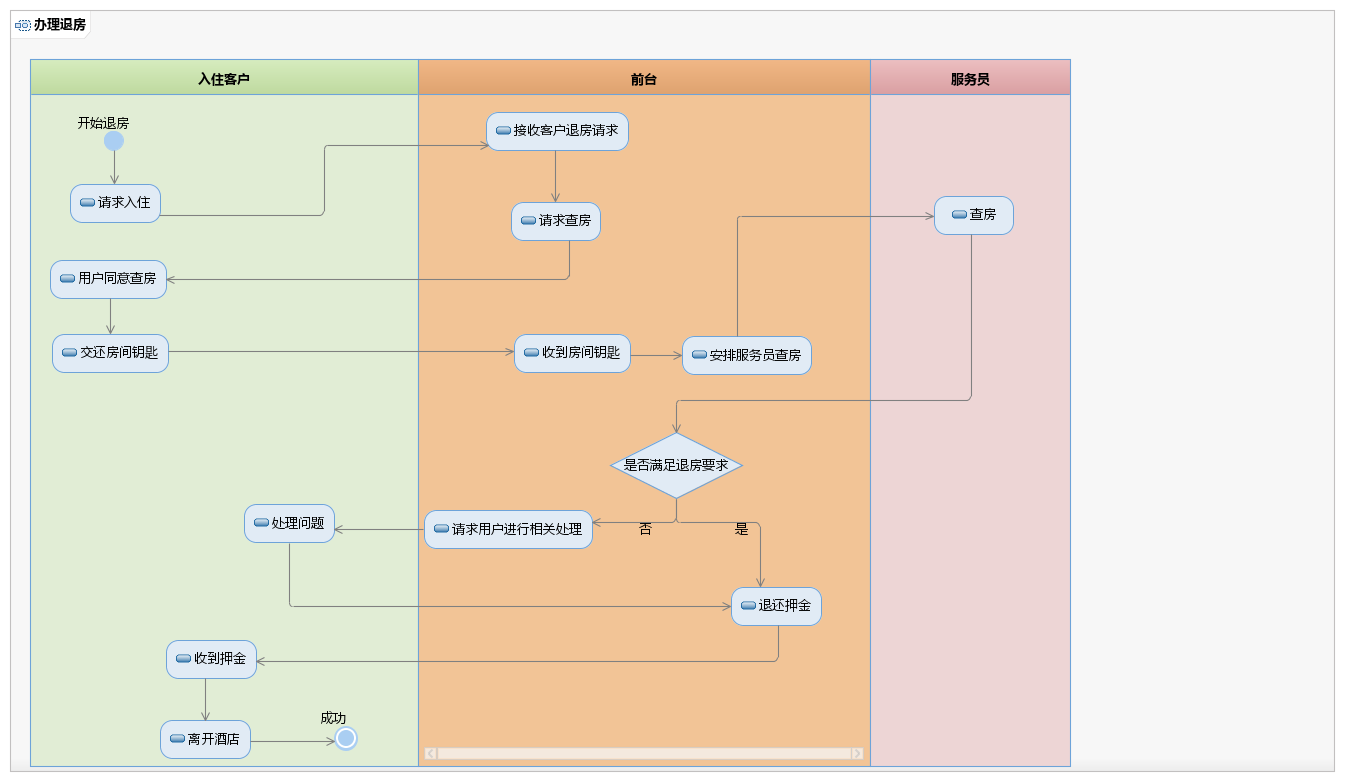 办理退房
入住客户
前台
服务员
开始退房
接收客户退房请求
请求入住
请求查房
查房
用户同意查房
交还房间钥匙
收到房间钥匙
安排服务员查房
是否满足退房要求
处理问题
请求用户进行相关处理
否
是
退还押金
收到押金
成功
离开酒店